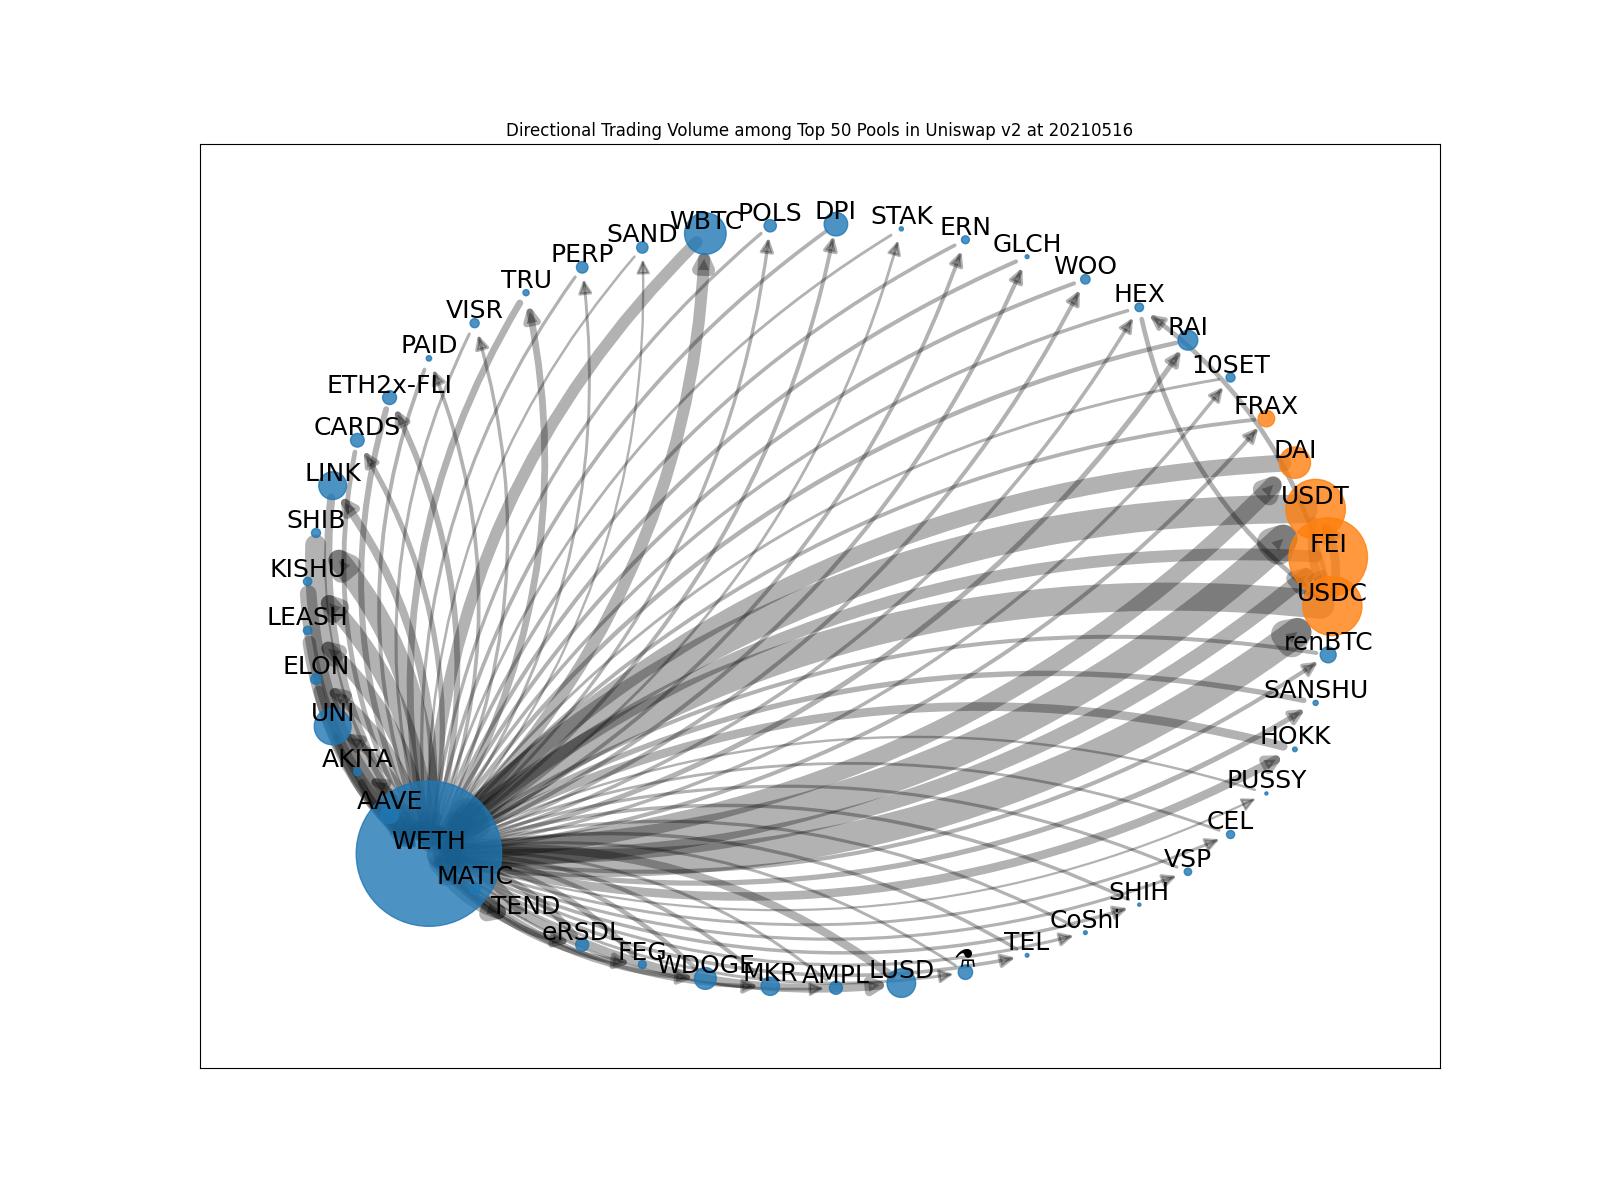 Directional Trading Volume among Top 50 Pools in Uniswap v2 at 20210516
WBTC
POLS
DPI
STAK
ERN
GLCH
WOO
HEX
RAI
10SET
FRAX
DAI
USDT
FEI
USDC
renBTC
SANSHU
HOKK
PUSSY
CEL
VSP
SHIH
CoShi
TEL
⚗
LUSD
AMPL
MKR
WDOGE
FEG
eRSDL
TEND
MATIC
WETH
AAVE
AKITA
UNI
ELON
LEASH
KISHU
SHIB
LINK
CARDS
ETH2x-FLI
PAID
VISR
TRU
PERP
SAND